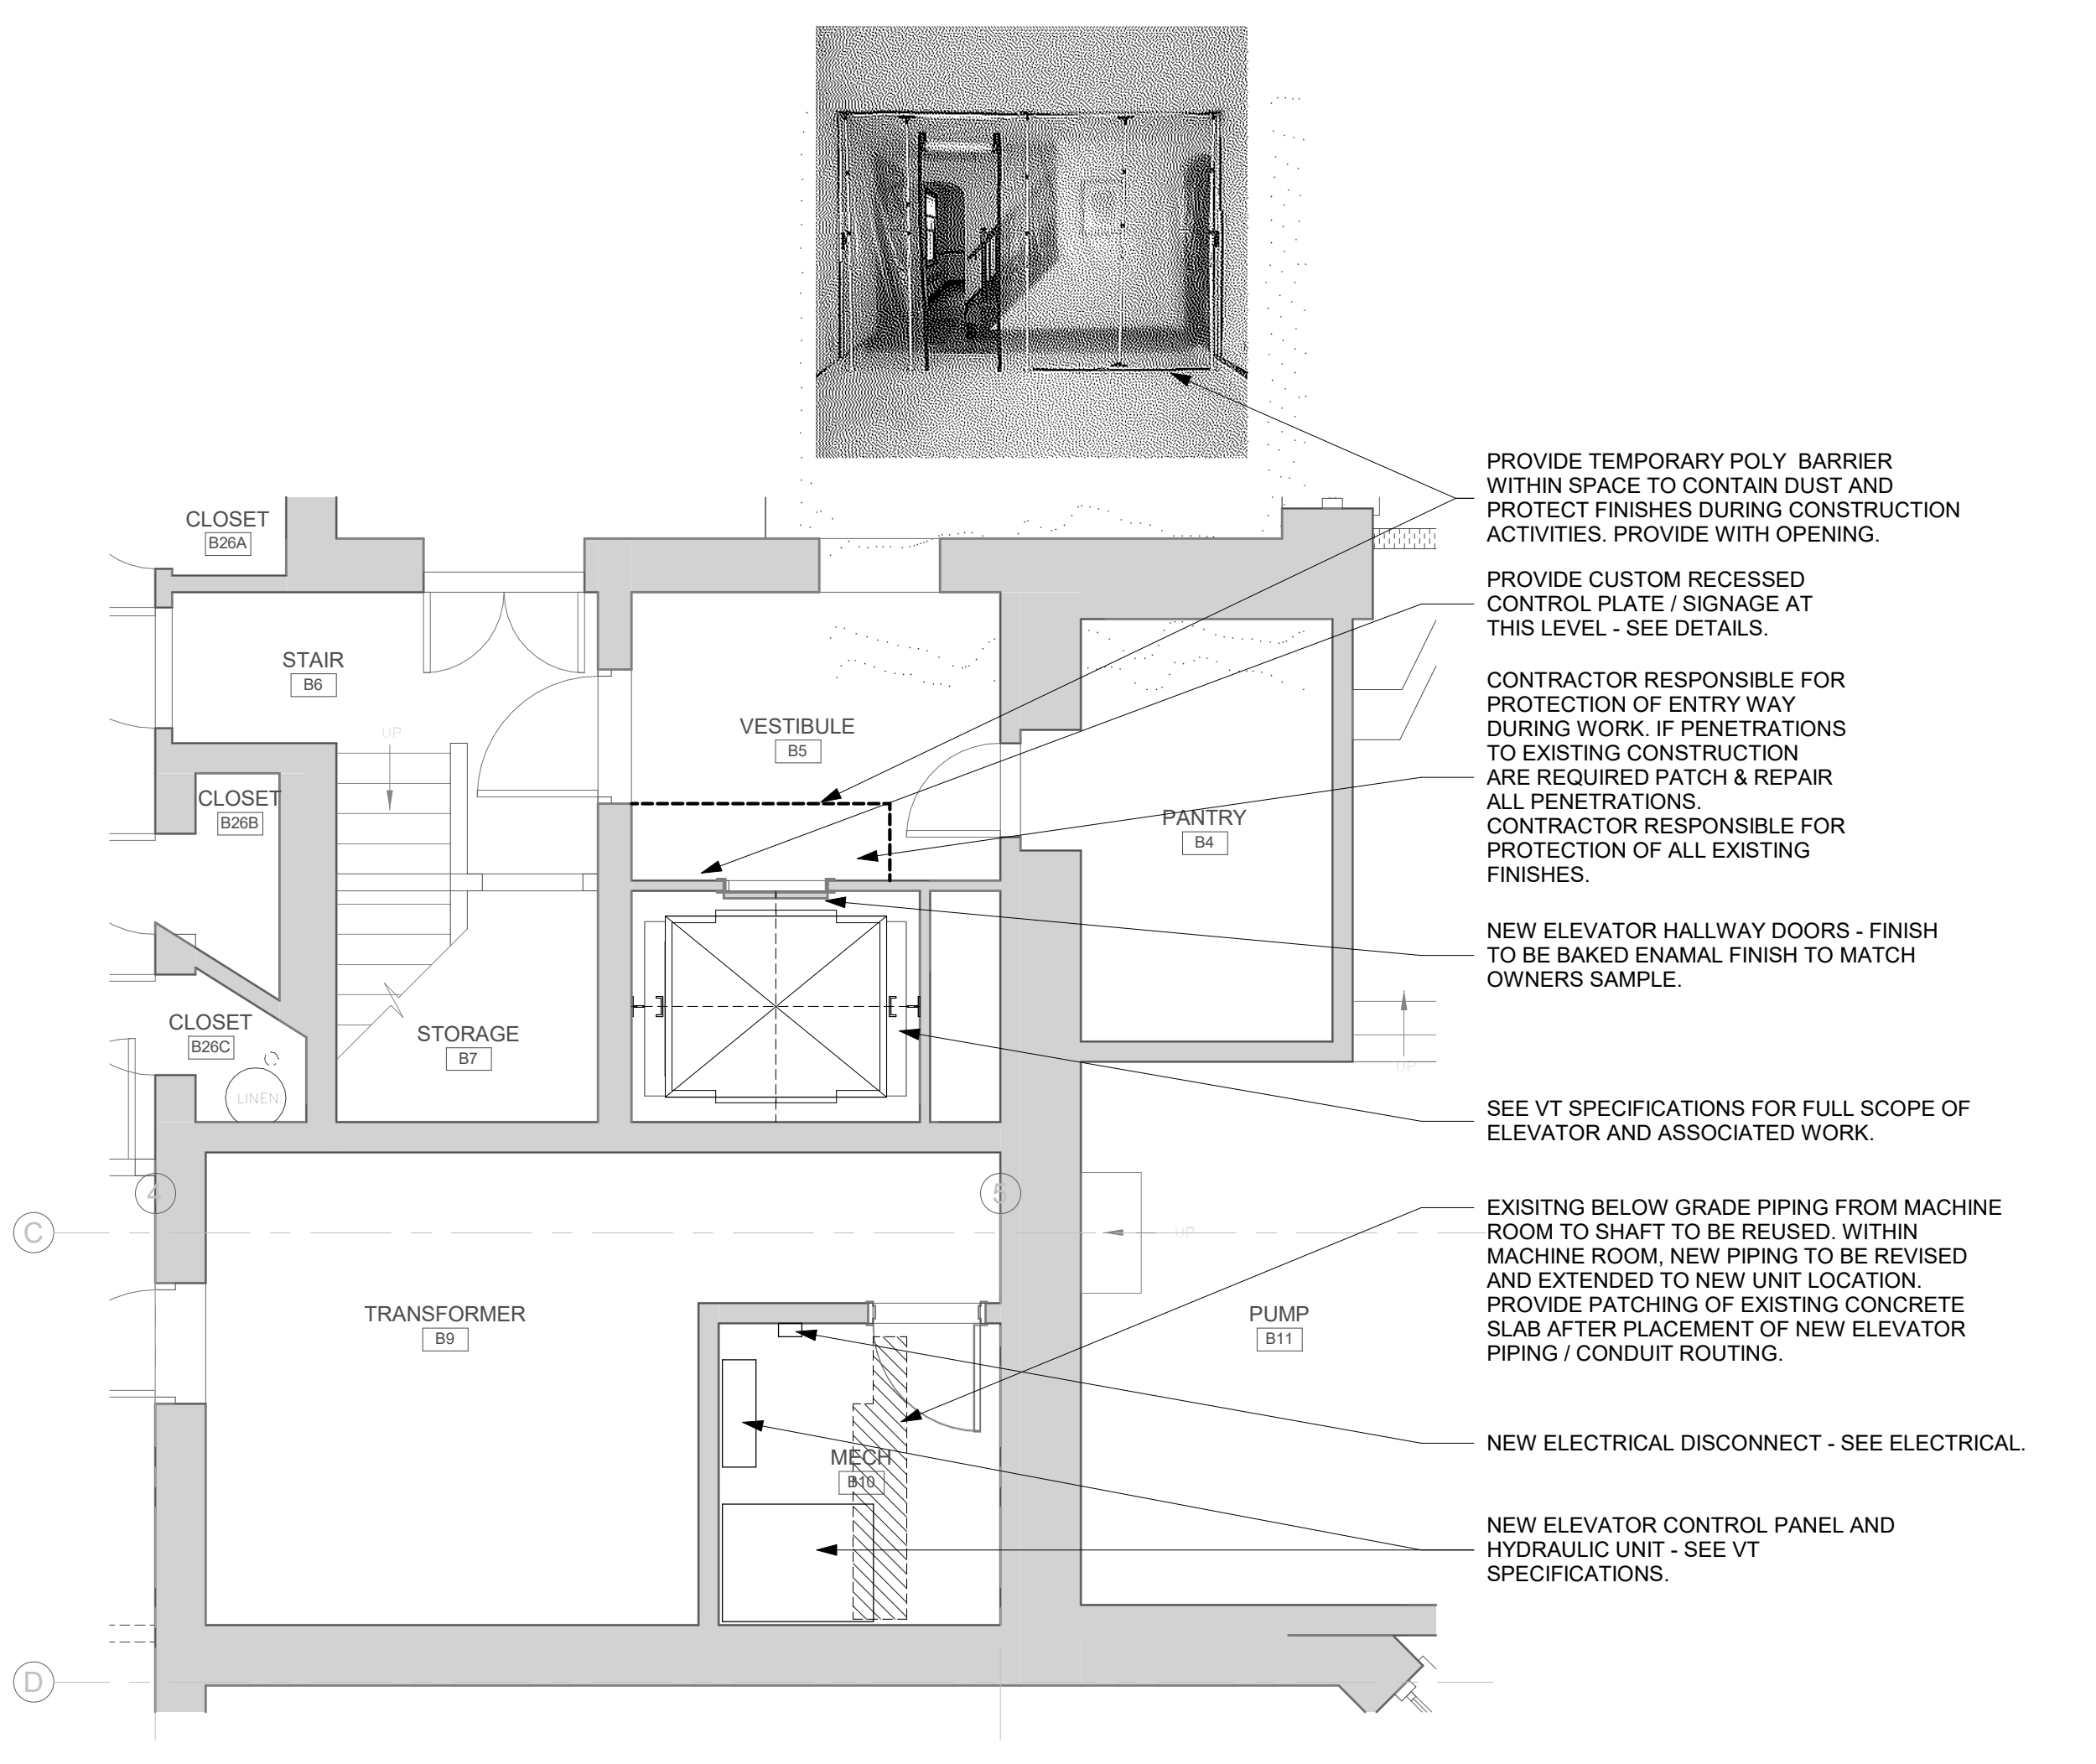 PROVIDE TEMPORARY POLY BARRIER
WITHIN SPACE TO CONTAIN DUST AND
PROTECT FINISHES DURING CONSTRUCTION
ACTIVITIES. PROVIDE WITH OPENING.
PROVIDE CUSTOM RECESSED
CONTROL PLATE / SIGNAGE AT
THIS LEVEL - SEE DETAILS.
CONTRACTOR RESPONSIBLE FOR
PROTECTION OF ENTRY WAY
DURING WORK. IF PENETRATIONS
TO EXISTING CONSTRUCTION
ARE REQUIRED PATCH & REPAIR
ALL PENETRATIONS.
CONTRACTOR RESPONSIBLE FOR
PROTECTION OF ALL EXISTING
FINISHES.
NEW ELEVATOR HALLWAY DOORS - FINISH
TO BE BAKED ENAMAL FINISH TO MATCH
OWNERS SAMPLE.
SEE VT SPECIFICATIONS FOR FULL SCOPE OF
ELEVATOR AND ASSOCIATED WORK.
EXISITNG BELOW GRADE PIPING FROM MACHINE
ROOM TO SHAFT TO BE REUSED. WITHIN
MACHINE ROOM, NEW PIPING TO BE REVISED
AND EXTENDED TO NEW UNIT LOCATION.
PROVIDE PATCHING OF EXISTING CONCRETE
SLAB AFTER PLACEMENT OF NEW ELEVATOR
PIPING / CONDUIT ROUTING.
NEW ELECTRICAL DISCONNECT - SEE ELECTRICAL.
NEW ELEVATOR CONTROL PANEL AND
HYDRAULIC UNIT - SEE VT
SPECIFICATIONS.
CLOSET
B26A
STAIR
B6
UP
VESTIBULE
B5
CLOSET
B26B
PANTRY
B4
CLOSET
B26C
LINEN
STORAGE
B7
UP
4
5
C
UP
TRANSFORMER
B9
PUMP
B11
MECH
B10
D